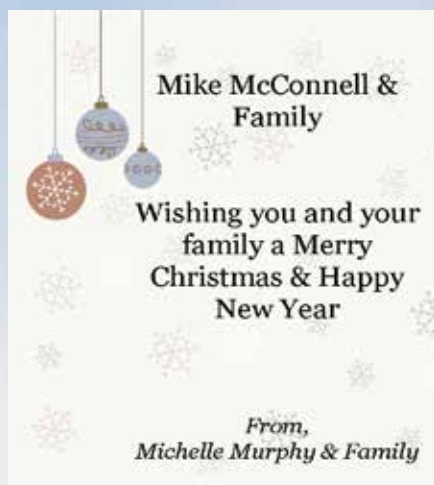 Mike McConnell &
Family
Wishing you and your
family a Merry
Christmas & Happy
New Year
From,
Michelle Murphy & Family